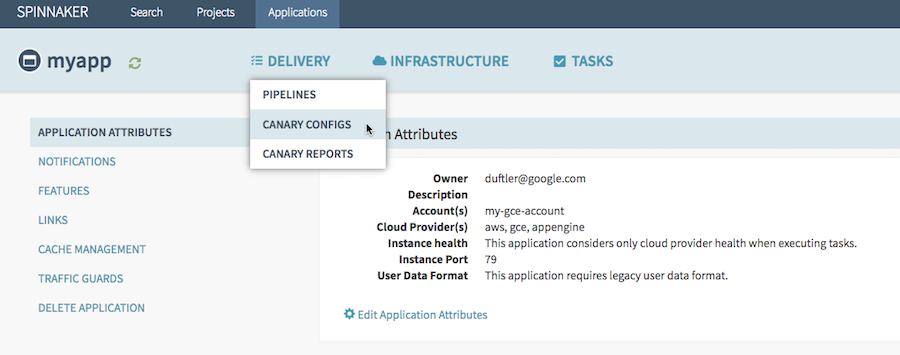 SPINNAKER Search Projects Applications
myapp DELIVERY INFRASTRUCTURE TASKS
PIPELINES
CANARY CONFIGS
CANARY REPORTS
APPLICATION ATTRIBUTES
NOTIFICATIONS
FEATURES
LINKS
CACHE MANAGEMENT
TRAFFIC GUARDS
DELETE APPLICATION
n Attributes
Owner duftler@google.com
Description
Account(s) my-gce-account
Cloud Provider(s) aws, gce, appengine
Instance health This application considers only cloud provider health when executing tasks.
Instance Port 79
User Data Format This application requires legacy user data format.
Edit Application Attributes